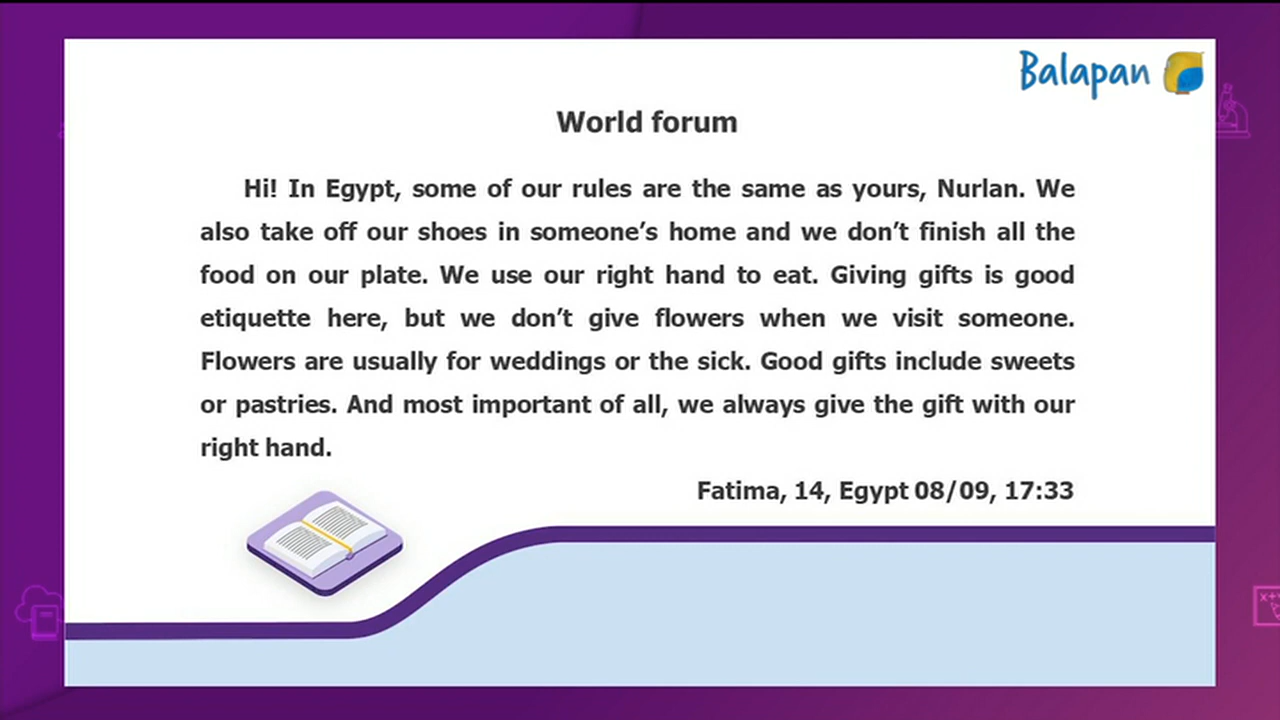 Balapan
World forum
Hi! In Egypt, some of our rules are the same as yours, Nurlan. We
also take off our shoes in someone’s home and we don’t finish all the
food on our plate. We use our right hand to eat. Giving gifts is good
etiquette here, but we don’t give flowers when we visit someone.
Flowers are usually for weddings or the sick. Good gifts include sweets
or pastries. And most important of all, we always give the gift with our
right hand.
Fatima, 14, Egypt 08/09, 17:33